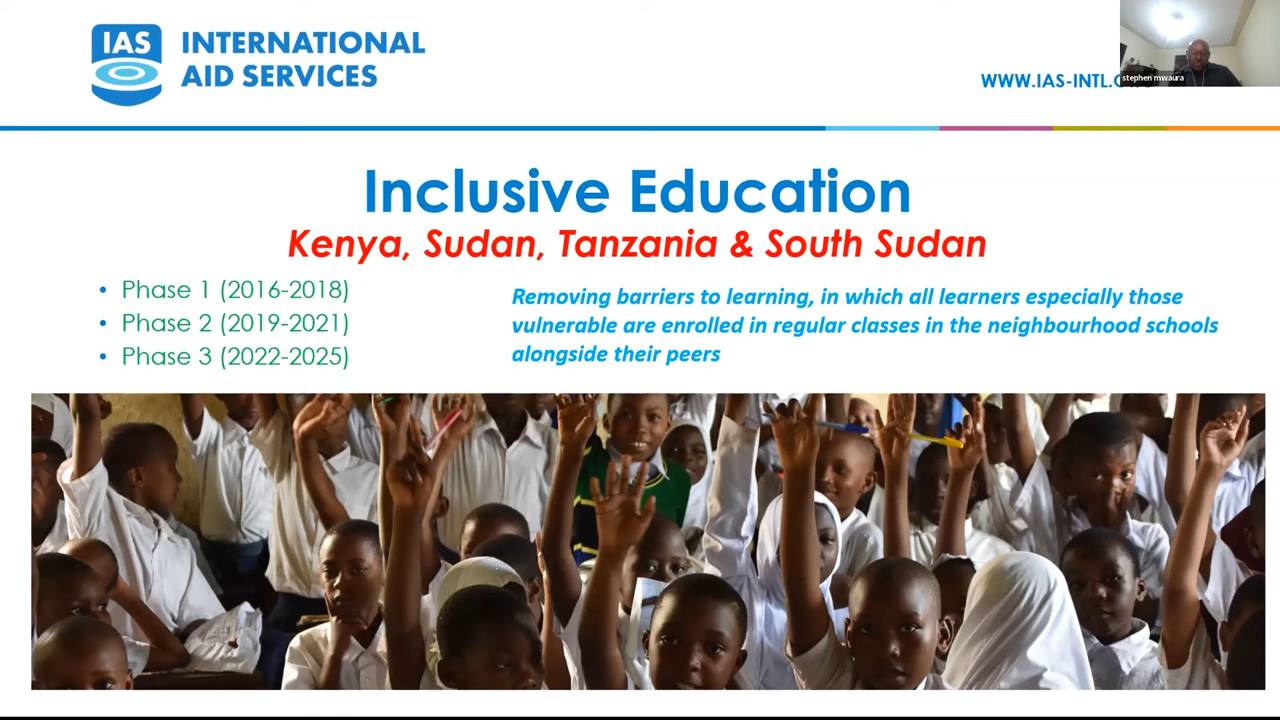 IAS
INTERNATIONAL
AID SERVICES
WWW.IAS-INTL.
stephen mwaura
Inclusive Education
Kenya, Sudan, Tanzania & South Sudan
• Phase 1 (2016-2018)
• Phase 2 (2019-2021)
• Phase 3 (2022-2025)
Removing barriers to learning, in which all learners especially those
vulnerable are enrolled in regular classes in the neighbourhood schools
alongside their peers